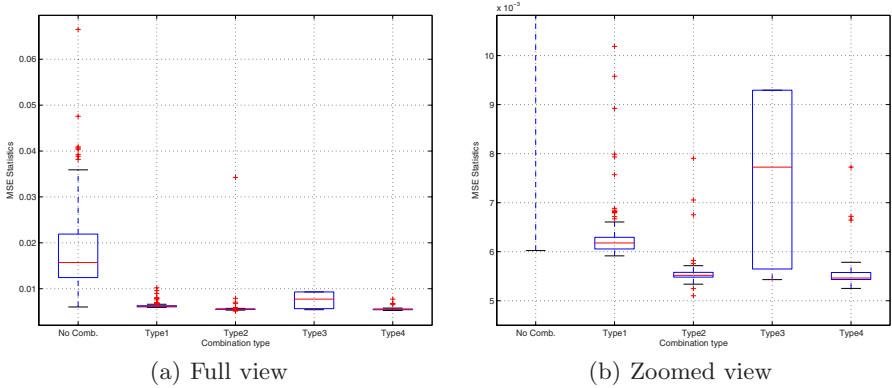 MSE Statistics
0.06
0.05
0.04
0.03
0.02
0.01
No Comb. Type1 Type2 Type3 Type4
Combination type
(a) Full view
x 10⁻³
MSE Statistics
10
9
8
7
6
5
No Comb. Type1 Type2 Type3 Type4
Combination type
(b) Zoomed view